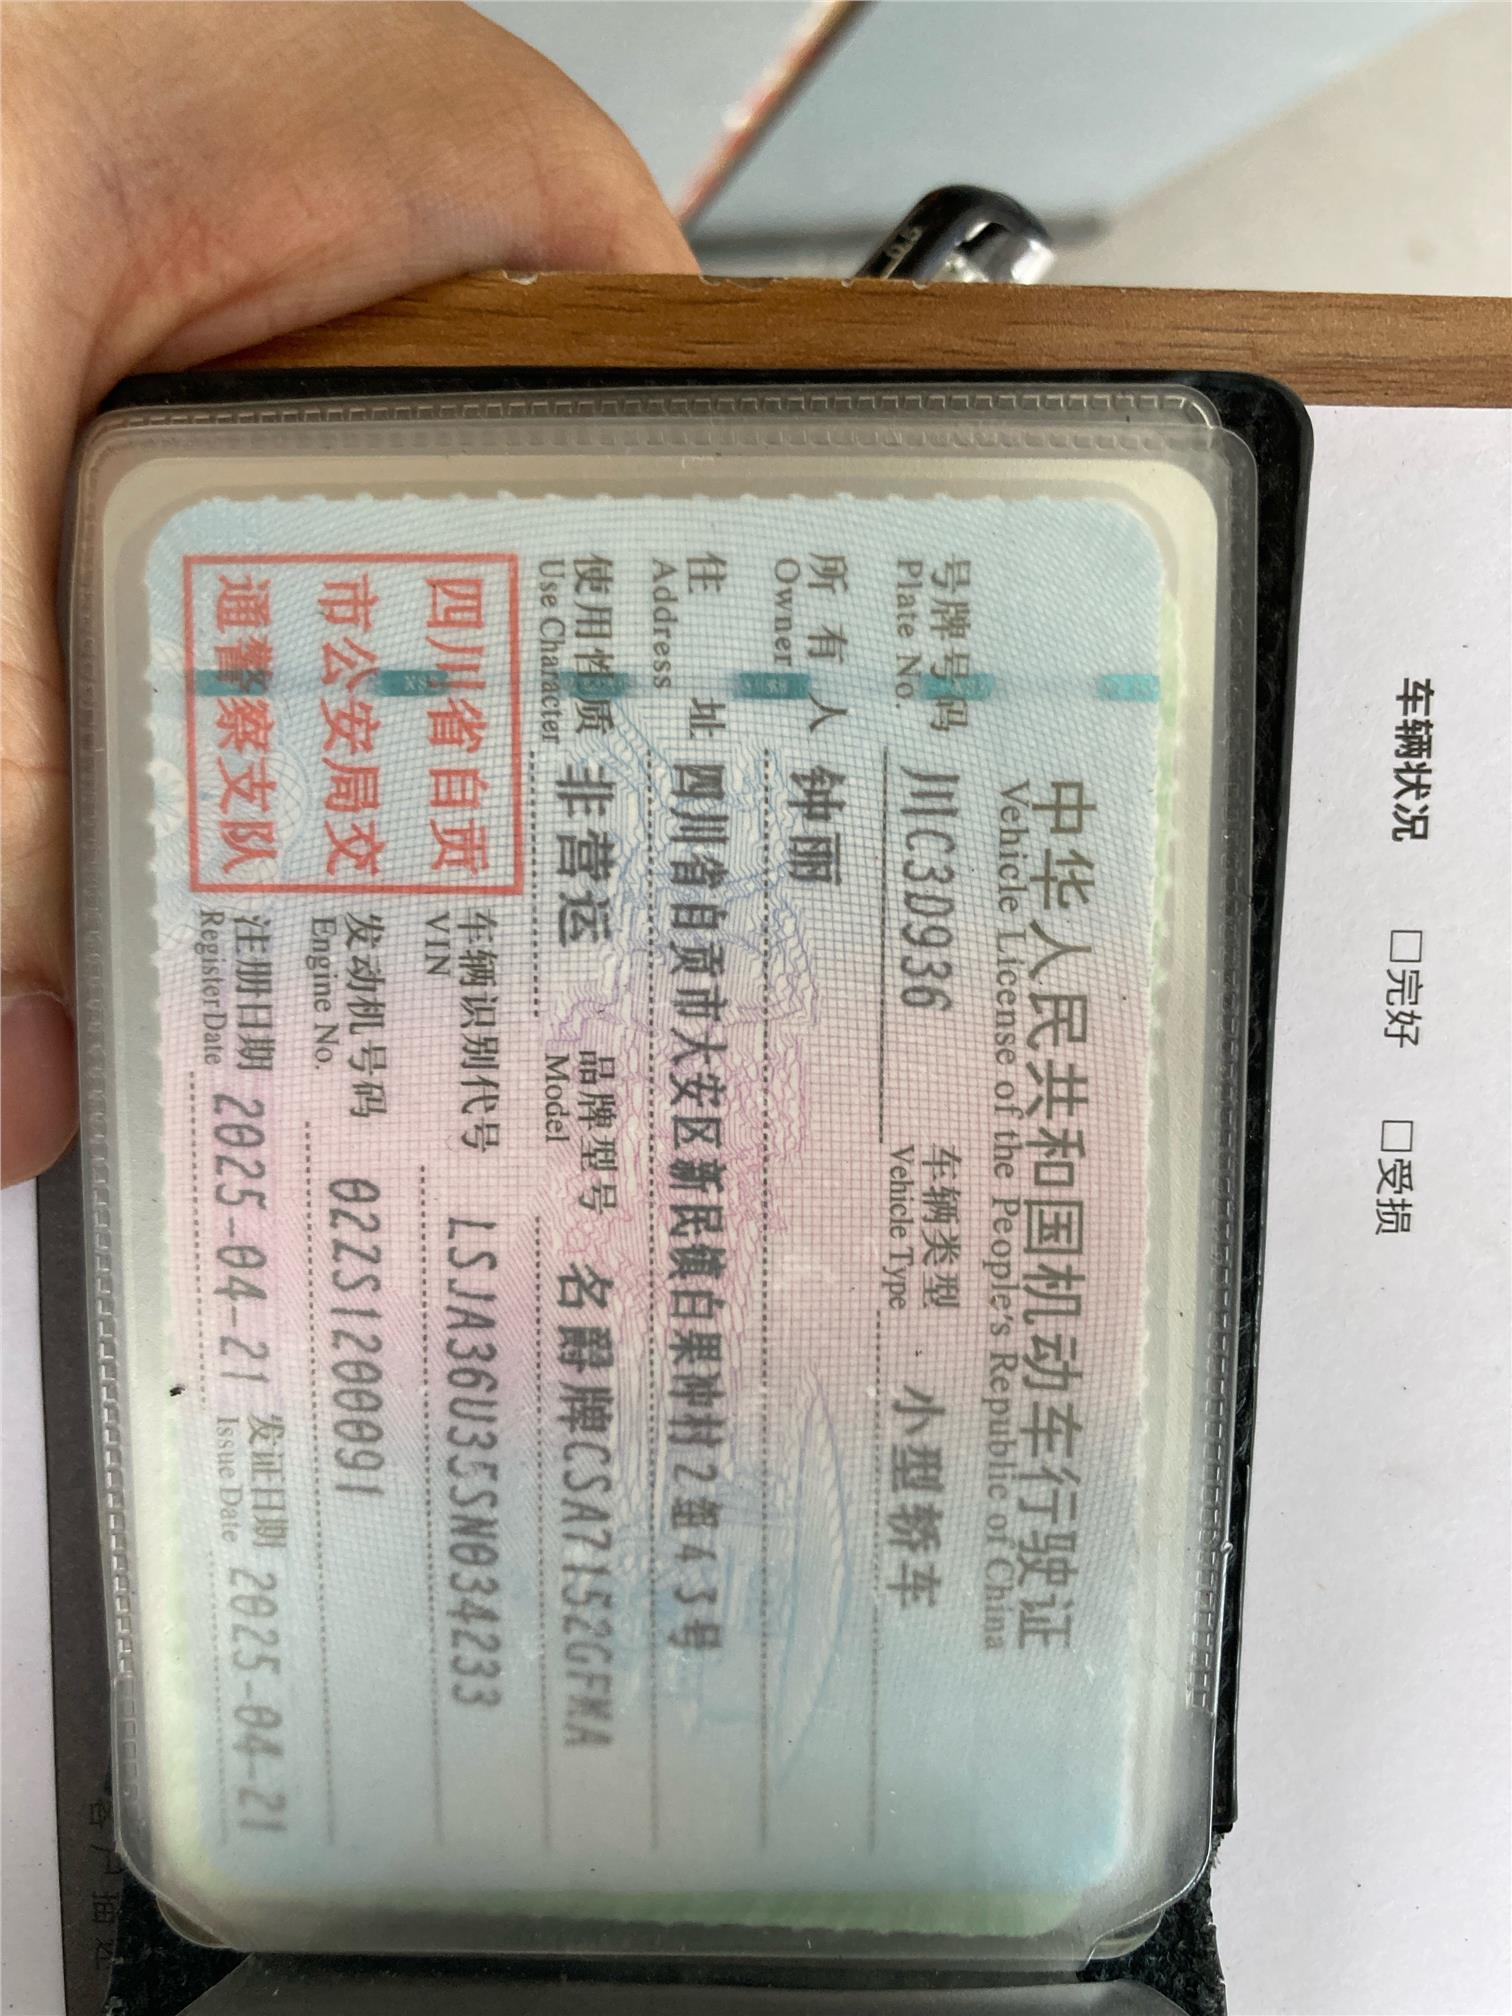 中华人民共和国机动车行驶证
Vehicle License of the People's Republic of China
号牌号码 川C3D936 车辆类型 小型轿车
Plate No. Vehicle Type
所有人 钟丽
Owner
住址 四川省自贡市大安区新民镇白果冲村2组43号
Address
使用性质 非营运 品牌型号 名爵牌CSA7152GFMA
Use Character Model
四川省自贡
市公安局交
通警察支队
车辆识别代号 LSJA36U35SN034233
VIN
发动机号码 022S1200091
Engine No.
注册日期 2025-04-21 发证日期 2025-04-21
Register Date Issue Date
车辆状况 □完好 □受损
0.5